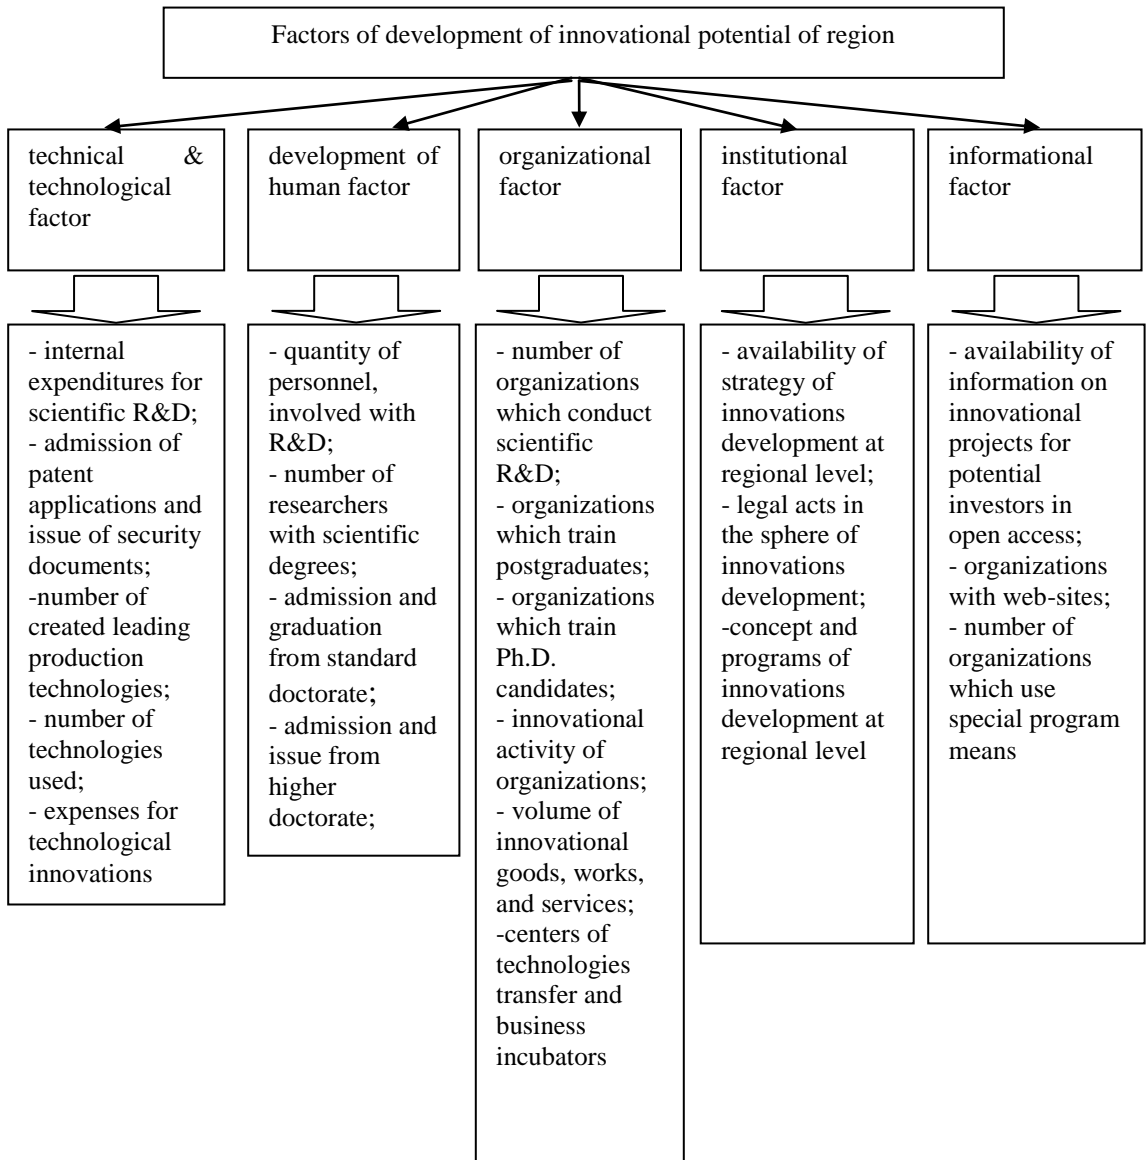 Factors of development of innovational potential of region
technical &
technological
factor
development of
human factor
organizational
factor
institutional
factor
informational
factor
- internal
expenditures for
scientific R&D;
- admission of
patent
applications and
issue of security
documents;
-number of
created leading
production
technologies;
- number of
technologies
used;
- expenses for
technological
innovations
- quantity of
personnel,
involved with
R&D;
- number of
researchers
with scientific
degrees;
- admission and
graduation
from standard
doctorate;
- admission and
issue from
higher
doctorate;
- number of
organizations
which conduct
scientific
R&D;
- organizations
which train
postgraduates;
- organizations
which train
Ph.D.
candidates;
- innovational
activity of
organizations;
- volume of
innovational
goods, works,
and services;
-centers of
technologies
transfer and
business
incubators
- availability of
strategy of
innovations
development at
regional level;
- legal acts in
the sphere of
innovations
development;
-concept and
programs of
innovations
development at
regional level
- availability of
information on
innovational
projects for
potential
investors in
open access;
- organizations
with web-sites;
- number of
organizations
which use
special program
means